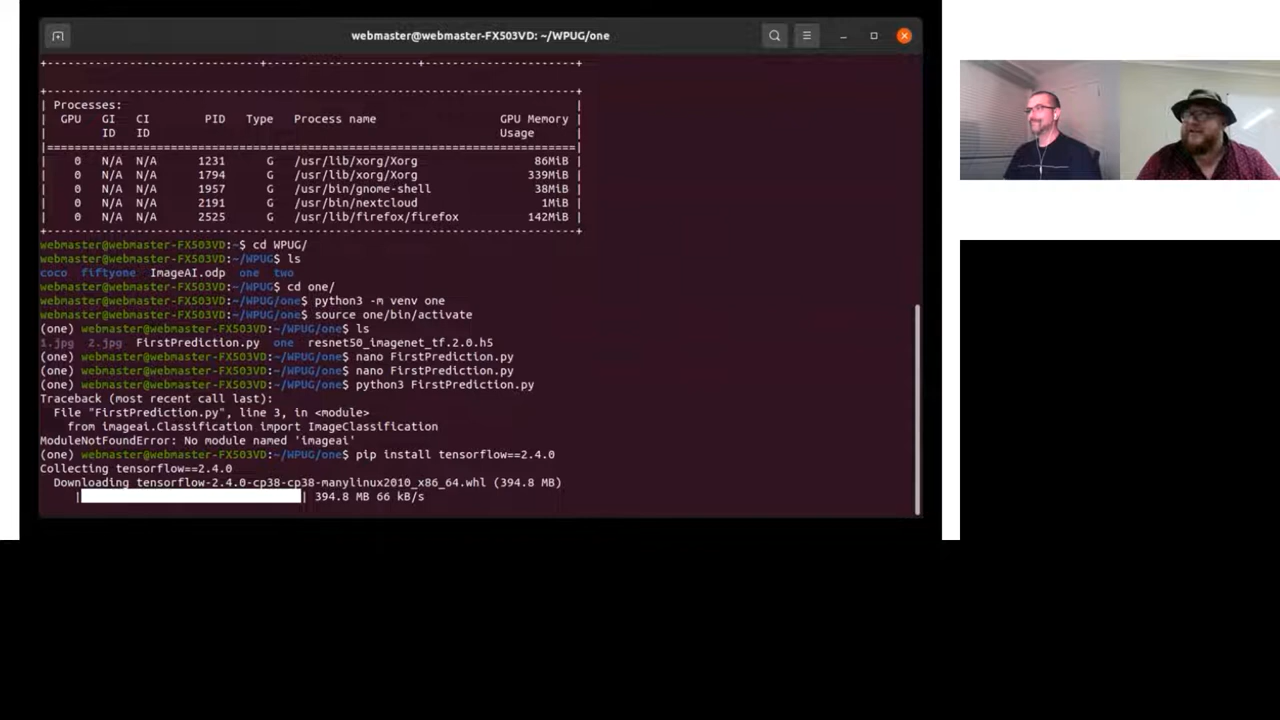 webmaster@webmaster-FX503VD: ~/WPUG/one
+-----------------------------+----------------------+----------------------+
+-----------------------------------------------------------------------------+
| Processes: |
| GPU GI CI PID Type Process name GPU Memory |
| ID ID Usage |
|=============================================================================|
| 0 N/A N/A 1231 G /usr/lib/xorg/Xorg 86MiB |
| 0 N/A N/A 1794 G /usr/lib/xorg/Xorg 339MiB |
| 0 N/A N/A 1957 G /usr/bin/gnome-shell 38MiB |
| 0 N/A N/A 2191 G /usr/bin/nextcloud 1MiB |
| 0 N/A N/A 2525 G /usr/lib/firefox/firefox 142MiB |
+-----------------------------------------------------------------------------+
webmaster@webmaster-FX503VD:~$ cd WPUG/
webmaster@webmaster-FX503VD:~/WPUG$ ls
coco fiftyone ImageAI.odp one two
webmaster@webmaster-FX503VD:~/WPUG$ cd one/
webmaster@webmaster-FX503VD:~/WPUG/one$ python3 -m venv one
webmaster@webmaster-FX503VD:~/WPUG/one$ source one/bin/activate
(one) webmaster@webmaster-FX503VD:~/WPUG/one$ ls
1.jpg 2.jpg FirstPrediction.py one resnet50_imagenet_tf.2.0.h5
(one) webmaster@webmaster-FX503VD:~/WPUG/one$ nano FirstPrediction.py
(one) webmaster@webmaster-FX503VD:~/WPUG/one$ nano FirstPrediction.py
(one) webmaster@webmaster-FX503VD:~/WPUG/one$ python3 FirstPrediction.py
Traceback (most recent call last):
File "FirstPrediction.py", line 3, in <module>
from imageai.Classification import ImageClassification
ModuleNotFoundError: No module named 'imageai'
(one) webmaster@webmaster-FX503VD:~/WPUG/one$ pip install tensorflow==2.4.0
Collecting tensorflow==2.4.0
Downloading tensorflow-2.4.0-cp38-cp38-manylinux2010_x86_64.whl (394.8 MB)
| | 394.8 MB 66 kB/s